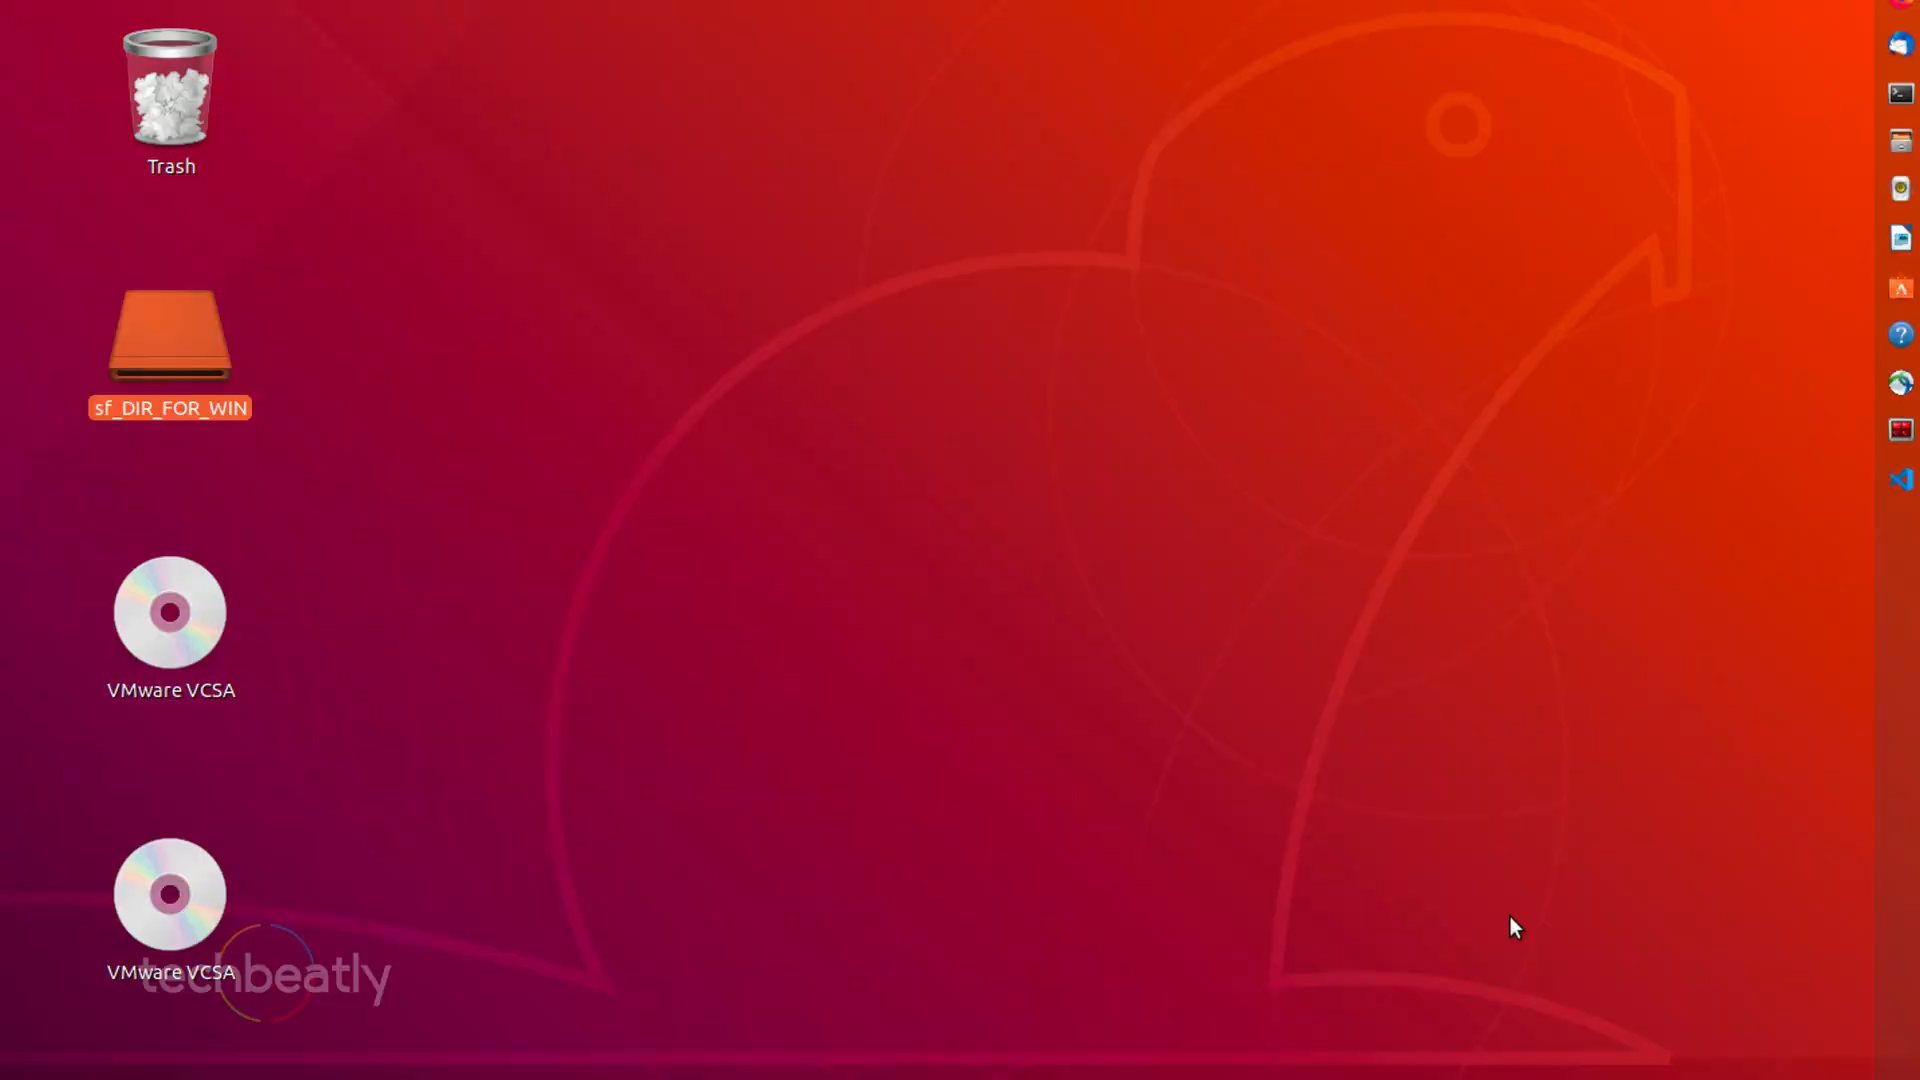 Trash
sf_DIR_FOR_WIN
VMware VCSA
VMware VCSA
techbeatly